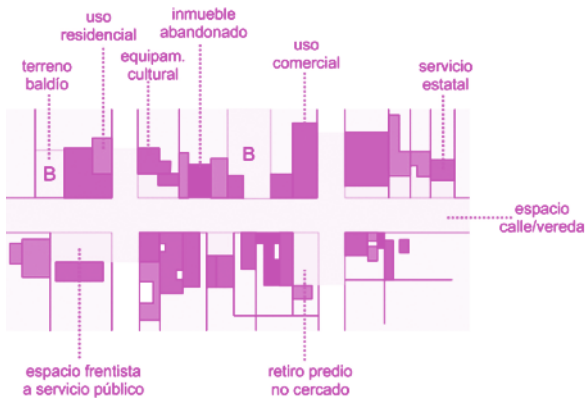 uso
residencial
inmueble
abandonado
terreno
baldío
equipam.
cultural
uso
comercial
servicio
estatal
B
B
espacio
calle/vereda
espacio frentista
a servicio público
retiro predio
no cercado